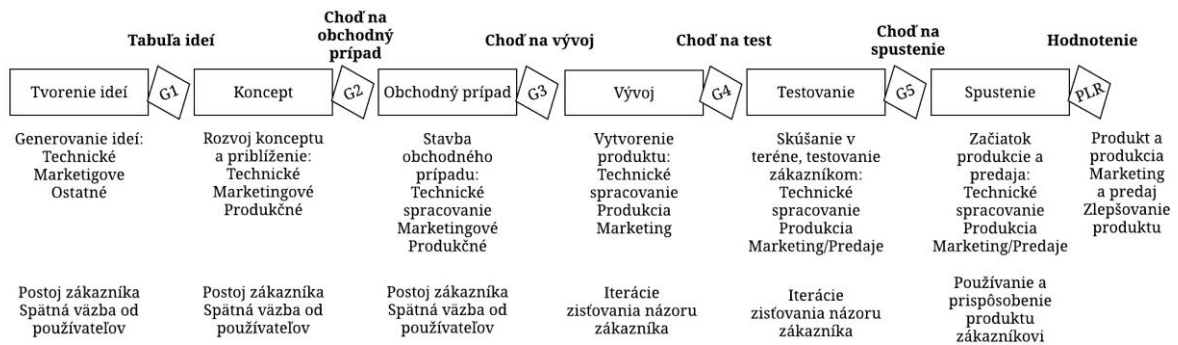 Tabuľa ideí
Choď na
obchodný
prípad
Choď na vývoj
Choď na test
Choď na
spustenie
Hodnotenie
Tvorenie ideí
G1
Koncept
G2
Obchodný prípad
G3
Vývoj
G4
Testovanie
G5
Spustenie
PLR
Generovanie ideí:
Technické
Marketigove
Ostatné
Rozvoj konceptu
a priblíženie:
Technické
Marketingové
Produkčné
Stavba
obchodného
prípadu:
Technické
spracovanie
Marketingové
Produkčné
Vytvorenie
produktu:
Technické
spracovanie
Produkcia
Marketing
Skúšanie v
teréne, testovanie
zákazníkom:
Technické
spracovanie
Produkcia
Marketing/Predaje
Začiatok
produkcie a
predaja:
Technické
spracovanie
Produkcia
Marketing/Predaje
Produkt a
produkcia
Marketing
a predaj
Zlepšovanie
produktu
Postoj zákazníka
Spätná väzba od
používateľov
Postoj zákazníka
Spätná väzba od
používateľov
Postoj zákazníka
Spätná väzba od
používateľov
Iterácie
zisťovania názoru
zákazníka
Iterácie
zisťovania názoru
zákazníka
Používanie a
prispôsobenie
produktu
zákazníkovi